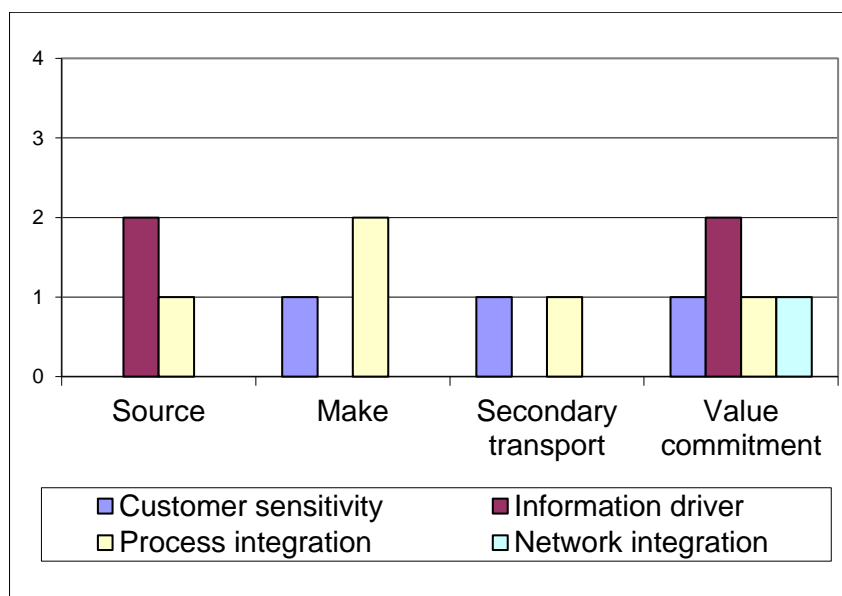 4
3
2
1
0
Source Make Secondary transport Value commitment
Customer sensitivity Information driver
Process integration Network integration